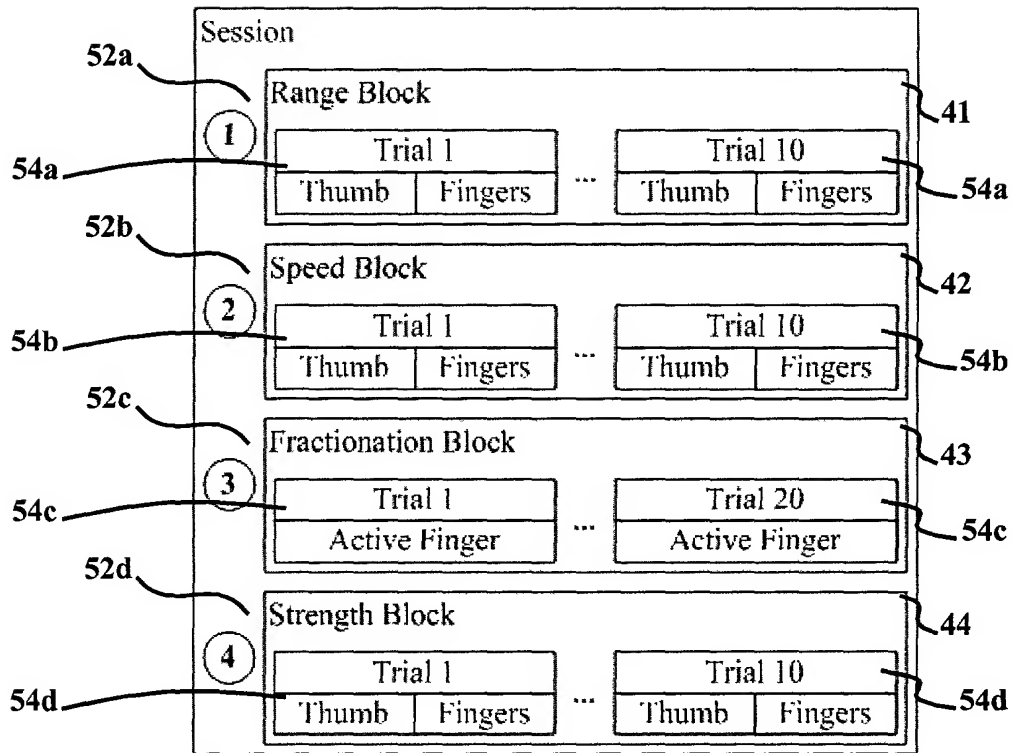 Session
52a
Range Block
41
1
Trial 1
Trial 10
54a
...
54a
Thumb Fingers
Thumb Fingers
52b
Speed Block
42
2
Trial 1
Trial 10
54b
...
54b
Thumb Fingers
Thumb Fingers
52c
Fractionation Block
43
3
Trial 1
Trial 20
54c
...
54c
Active Finger
Active Finger
52d
Strength Block
44
4
Trial 1
Trial 10
54d
...
54d
Thumb Fingers
Thumb Fingers